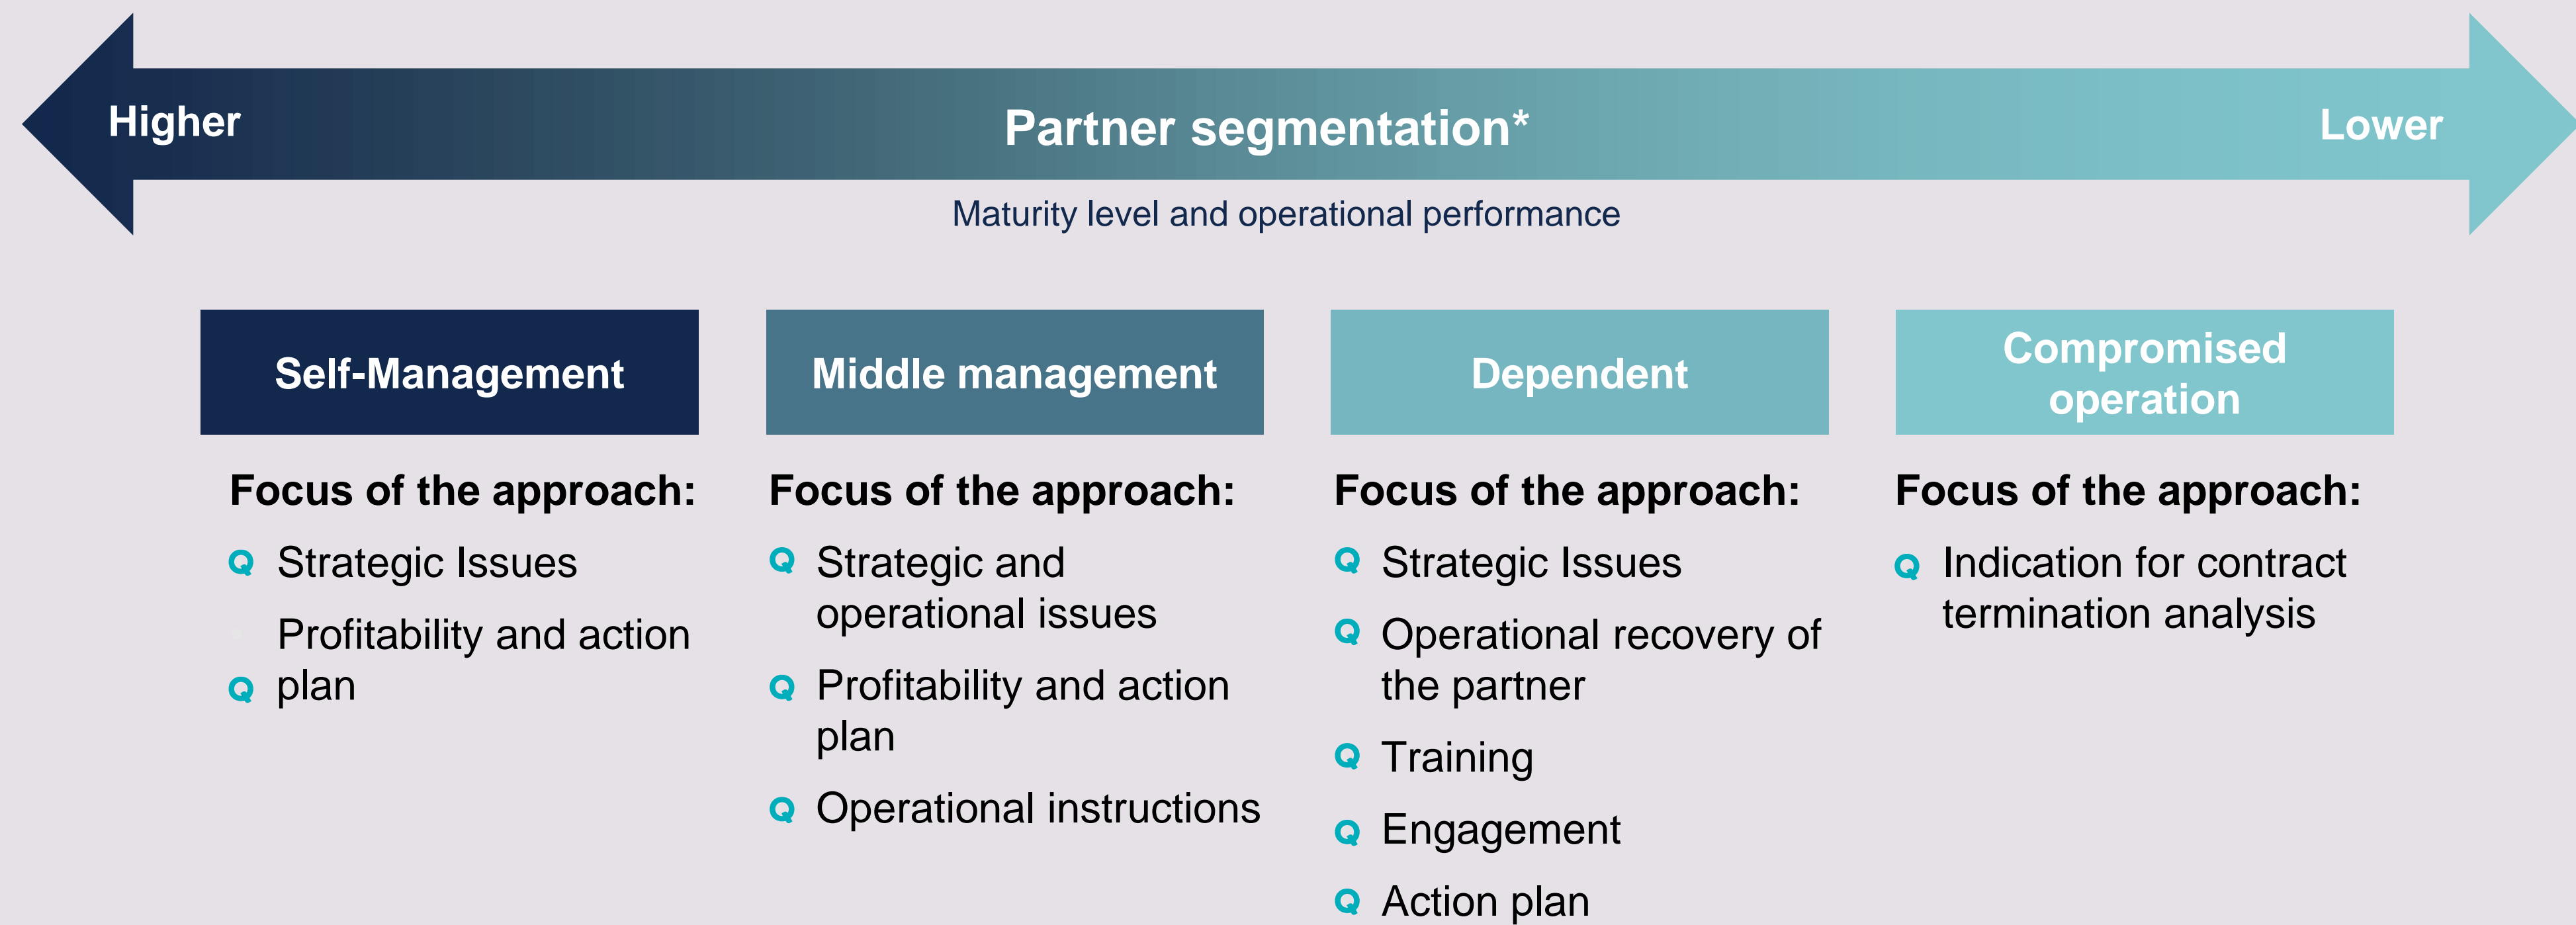 Higher
Partner segmentation*
Lower
Maturity level and operational performance
Self-Management
Focus of the approach:
Strategic Issues
Profitability and action
plan
Middle management
Focus of the approach:
Strategic and
operational issues
Profitability and action
plan
Operational instructions
Dependent
Focus of the approach:
Strategic Issues
Operational recovery of
the partner
Training
Engagement
Action plan
Compromised
operation
Focus of the approach:
Indication for contract
termination analysis